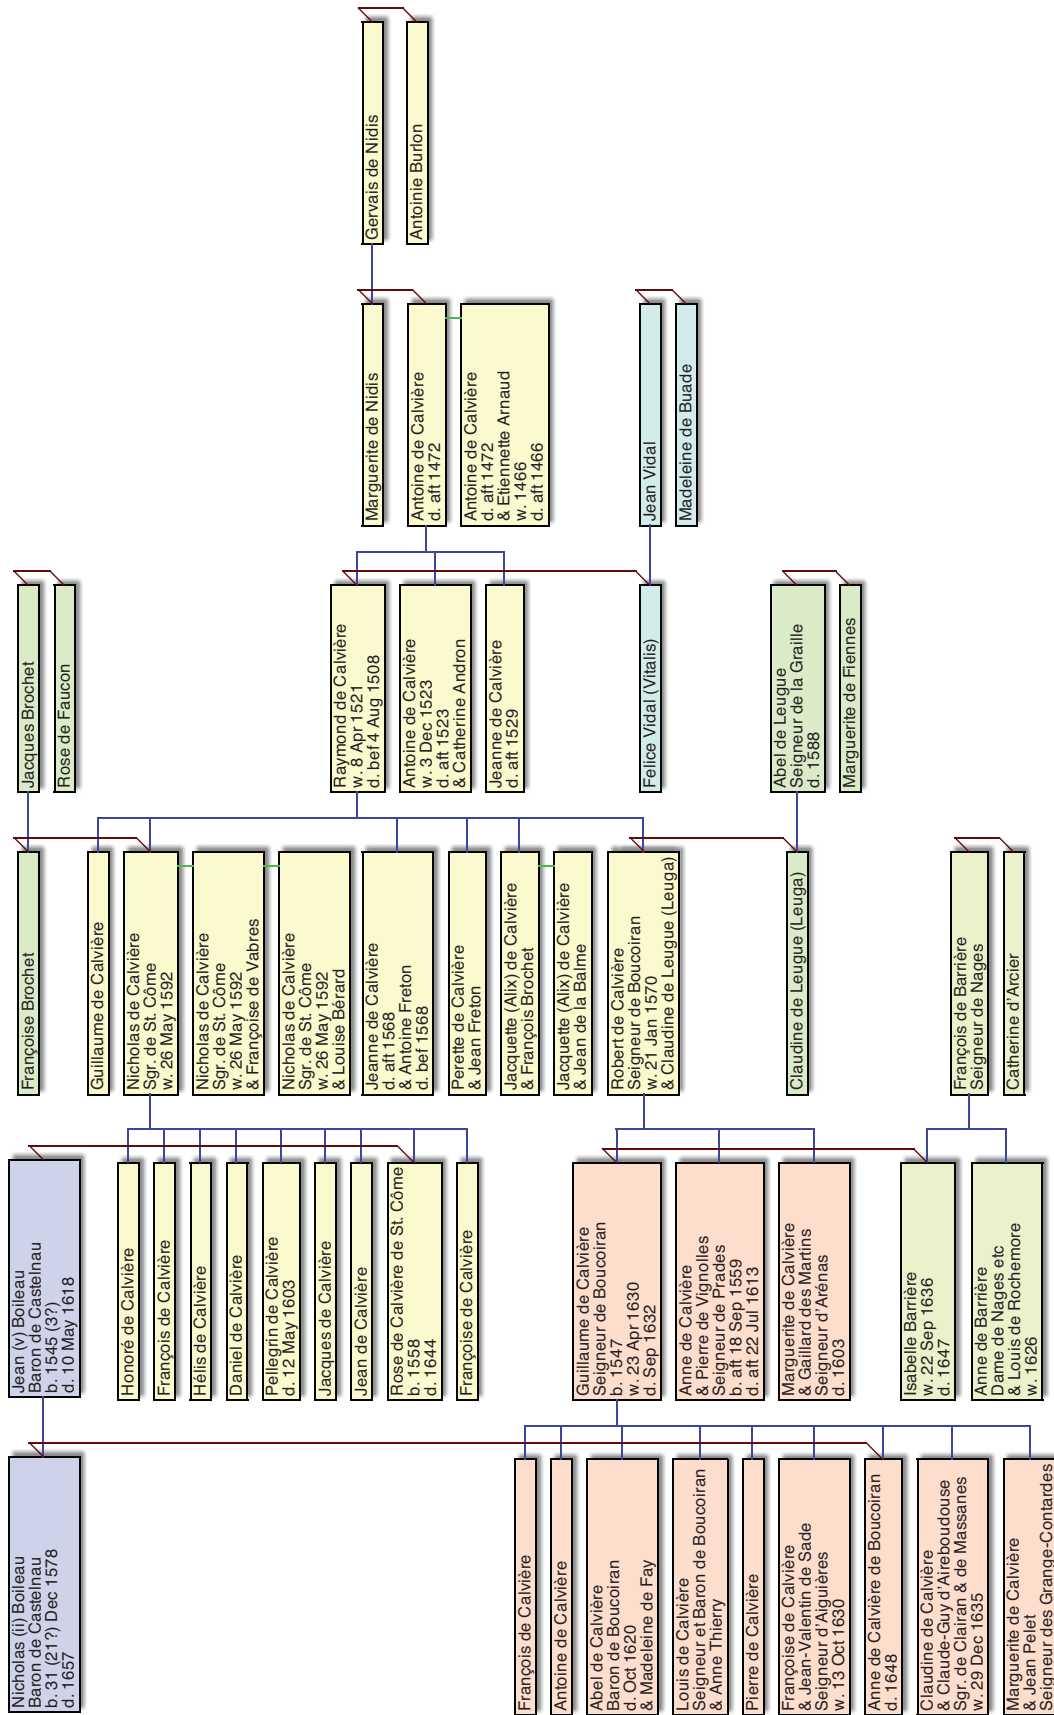 Gervais de Nidis
Antoinie Burlon
Marguerite de Nidis
Antoine de Calvière
d. aft 1472
Antoine de Calvière
d. aft 1472
& Etiennette Arnaud
w. 1466
d. aft 1466
Jean Vidal
Madeleine de Buade
Jacques Brochet
Rose de Faucon
Raymond de Calvière
w. 8 Apr 1521
d. bef 4 Aug 1508
Antoine de Calvière
w. 3 Dec 1523
d. aft 1523
& Catherine Andron
Jeanne de Calvière
d. aft 1529
Felice Vidal (Vitalis)
Abel de Leugue
Seigneur de la Graille
d. 1588
Marguerite de Fiennes
Françoise Brochet
Guillaume de Calvière
Nicholas de Calvière
Sgr. de St. Côme
w. 26 May 1592
Nicholas de Calvière
Sgr. de St. Côme
w. 26 May 1592
& Françoise de Vabres
Nicholas de Calvière
Sgr. de St. Côme
w. 26 May 1592
& Louise Bérard
Jeanne de Calvière
d. aft 1568
& Antoine Freton
d. bef 1568
Perette de Calvière
& Jean Freton
Jacquette (Alix) de Calvière
& François Brochet
Jacquette (Alix) de Calvière
& Jean de la Balme
Robert de Calvière
Seigneur de Boucoiran
w. 21 Jan 1570
& Claudine de Leugue (Leuga)
Claudine de Leugue (Leuga)
François de Barrière
Seigneur de Nages
Catherine d'Arcier
Jean (v) Boileau
Baron de Castelnau
b. 1545 (3?)
d. 10 May 1618
Honoré de Calvière
François de Calvière
Hélis de Calvière
Daniel de Calvière
Pellegrin de Calvière
d. 12 May 1603
Jacques de Calvière
Jean de Calvière
Rose de Calvière de St. Côme
b. 1558
d. 1644
Françoise de Calvière
Guillaume de Calvière
Seigneur de Boucoiran
b. 1547
w. 23 Apr 1630
d. Sep 1632
Anne de Calvière
& Pierre de Vignolles
Seigneur de Prades
b. aft 18 Sep 1559
d. aft 22 Jul 1613
Marguerite de Calvière
& Gaillard des Martins
Seigneur d'Arénas
d. 1603
Isabelle Barrière
w. 22 Sep 1636
d. 1647
Anne de Barrière
Dame de Nages etc
& Louis de Rochemore
w. 1626
Nicholas (ii) Boileau
Baron de Castelnau
b. 31 (21?) Dec 1578
d. 1657
François de Calvière
Antoine de Calvière
Abel de Calvière
Baron de Boucoiran
d. Oct 1620
& Madeleine de Fay
Louis de Calvière
Seigneur et Baron de Boucoiran
& Anne Thierry
Pierre de Calvière
Françoise de Calvière
& Jean-Valentin de Sade
Seigneur d'Aiguières
w. 13 Oct 1630
Anne de Calvière de Boucoiran
d. 1648
Claudine de Calvière
& Claude-Guy d'Aireboudouse
Sgr. de Clairan & de Massanes
w. 29 Dec 1635
Marguerite de Calvière
& Jean Pelet
Seigneur des Grange-Contardes